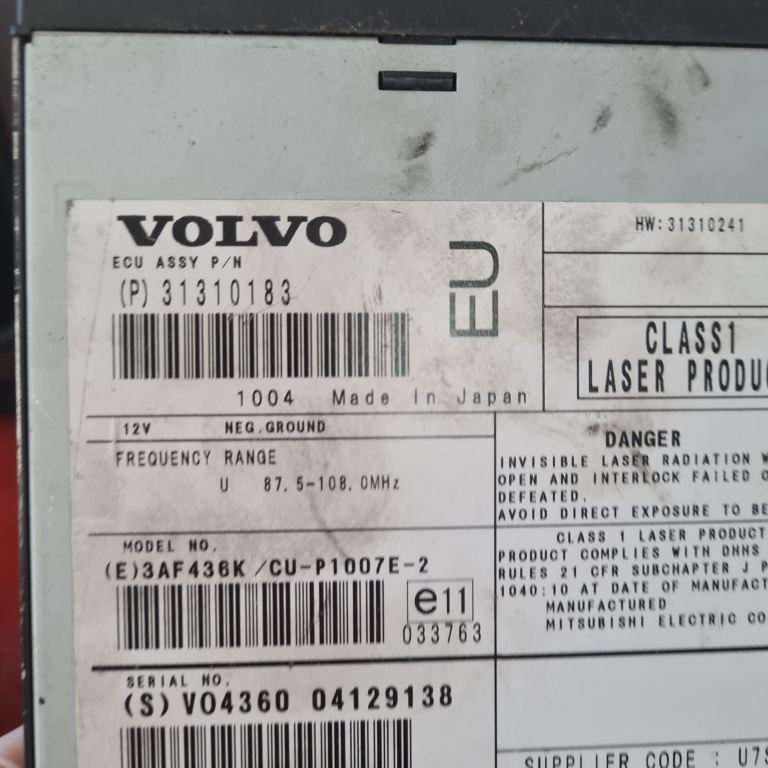 VOLVO
ECU ASSY P/N
(P) 31310183
EU
1004 Made In Japan
HW:31310241
CLASS1
LASER
12V NEG.GROUND
FREQUENCY RANGE
U 87.5-108.0MHz
DANGER
INVISIBLE LASER RADIATION
OPEN AND INTERLOCK FAILED
DEFEATED.
AVOID DIRECT EXPOSURE TO BE
CLASS 1 LASER PRODUCT
PRODUCT COMPLIES WITH DHHS
RULES 21 CFR SUBCHAPTER J
1040:10 AT DATE OF
MANUFACTURED
MITSUBISHI ELECTRIC
MODEL NO.
(E)3AF436K/CU-P1007E-2
e11
033763
SERIAL NO.
(S) VO4360 04129138
SUPPLIER CODE :